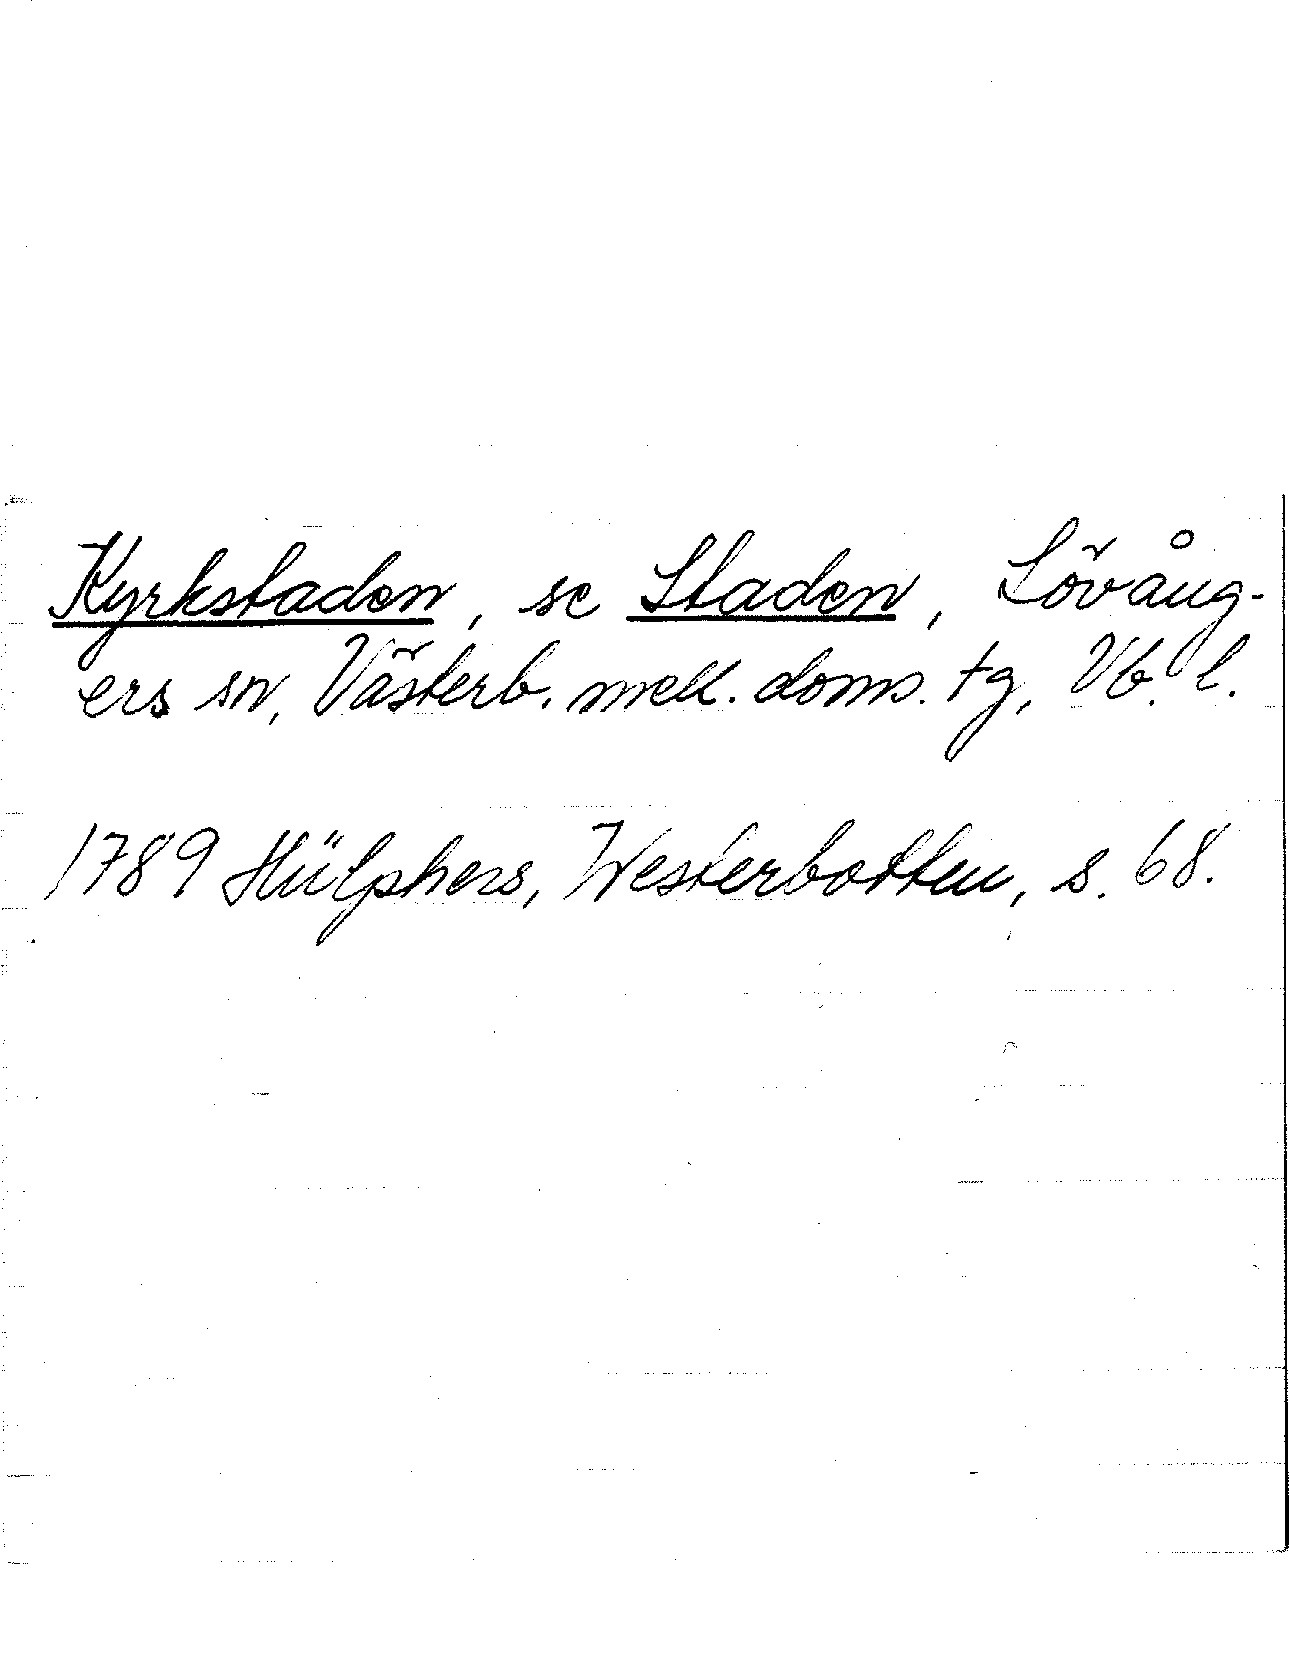 Kyrkstaden, se Staden, Lövång-
ers sn, Västerb. mell. doms. tg, Vb. l.
1789 Hülphers, Westerbotten, s. 68.